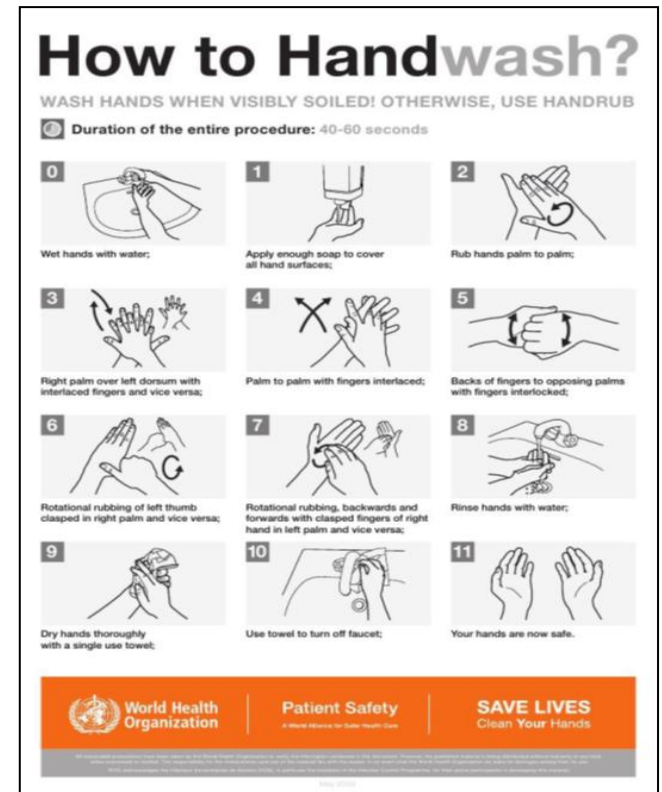 How to Handwash?
WASH HANDS WHEN VISIBLY SOILED! OTHERWISE, USE HANDRUB
Duration of the entire procedure: 40-60 seconds
0
1
2
Wet hands with water;
Apply enough soap to cover
all hand surfaces;
Rub hands palm to palm;
3
4
5
Right palm over left dorsum with
interlaced fingers and vice versa;
Palm to palm with fingers interlaced;
Backs of fingers to opposing palms
with fingers interlocked;
6
7
8
Rotational rubbing of left thumb
clasped in right palm and vice versa;
Rotational rubbing, backwards and
forwards with clasped fingers of right
hand in left palm and vice versa;
Rinse hands with water;
9
10
11
Dry hands thoroughly
with a single use towel;
Use towel to turn off faucet;
Your hands are now safe.
World Health
Organization
Patient Safety
A World Alliance for Safer Health Care
SAVE LIVES
Clean Your Hands